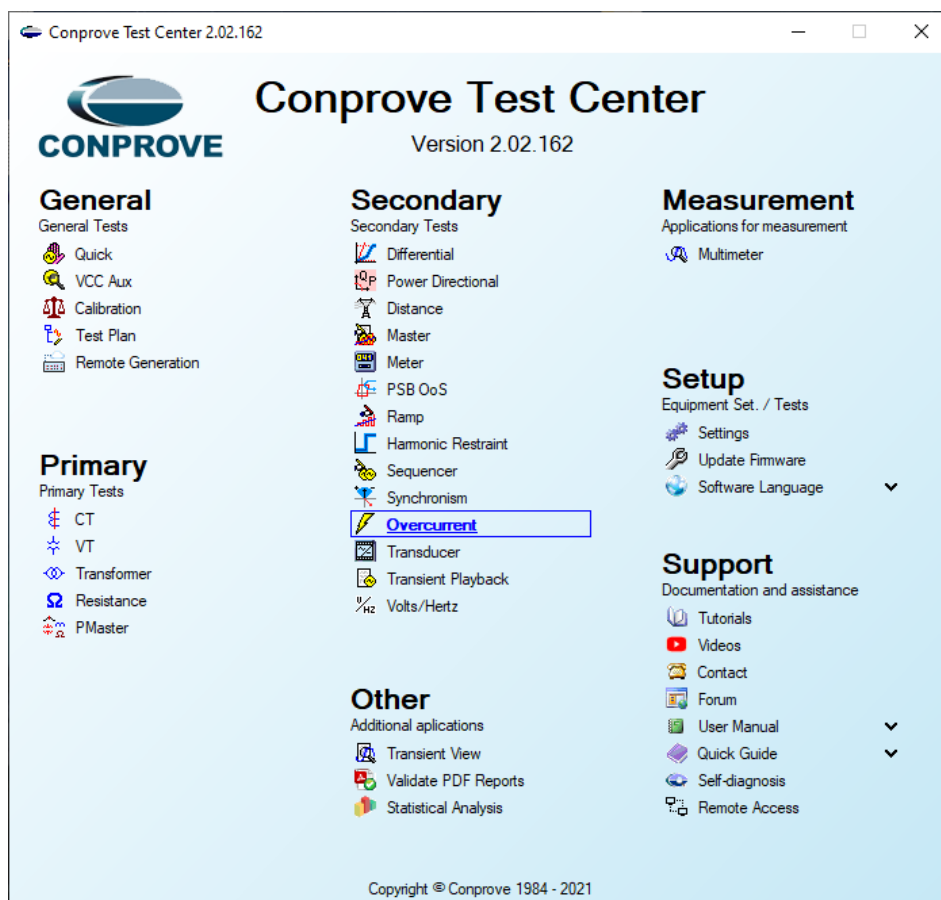 Conprove Test Center 2.02.162
CONPROVE
Conprove Test Center
Version 2.02.162
General
General Tests
Quick
VCC Aux
Calibration
Test Plan
Remote Generation
Primary
Primary Tests
CT
VT
Transformer
Resistance
PMaster
Secondary
Secondary Tests
Differential
Power Directional
Distance
Master
Meter
PSB OoS
Ramp
Harmonic Restraint
Sequencer
Synchronism
Overcurrent
Transducer
Transient Playback
Volts/Hertz
Other
Additional aplications
Transient View
Validate PDF Reports
Statistical Analysis
Measurement
Applications for measurement
Multimeter
Setup
Equipment Set. / Tests
Settings
Update Firmware
Software Language
Support
Documentation and assistance
Tutorials
Videos
Contact
Forum
User Manual
Quick Guide
Self-diagnosis
Remote Access
Copyright © Conprove 1984 - 2021